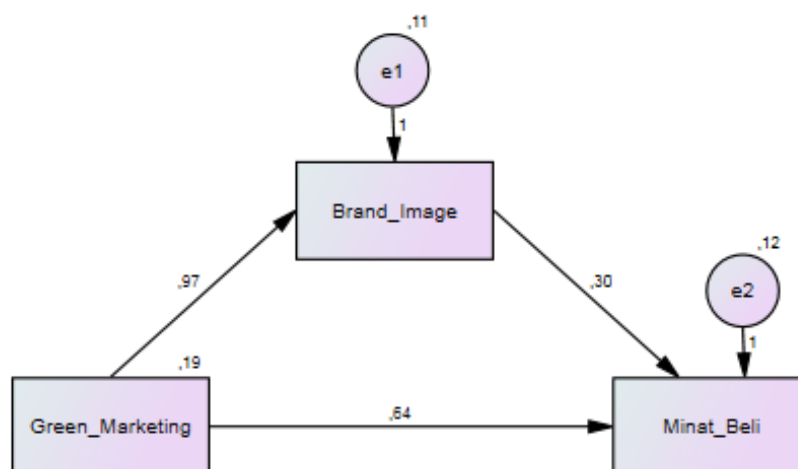 ,11
e1
1
Brand_Image
,12
,97
,30
e2
,19
1
Green_Marketing
,64
Minat_Beli